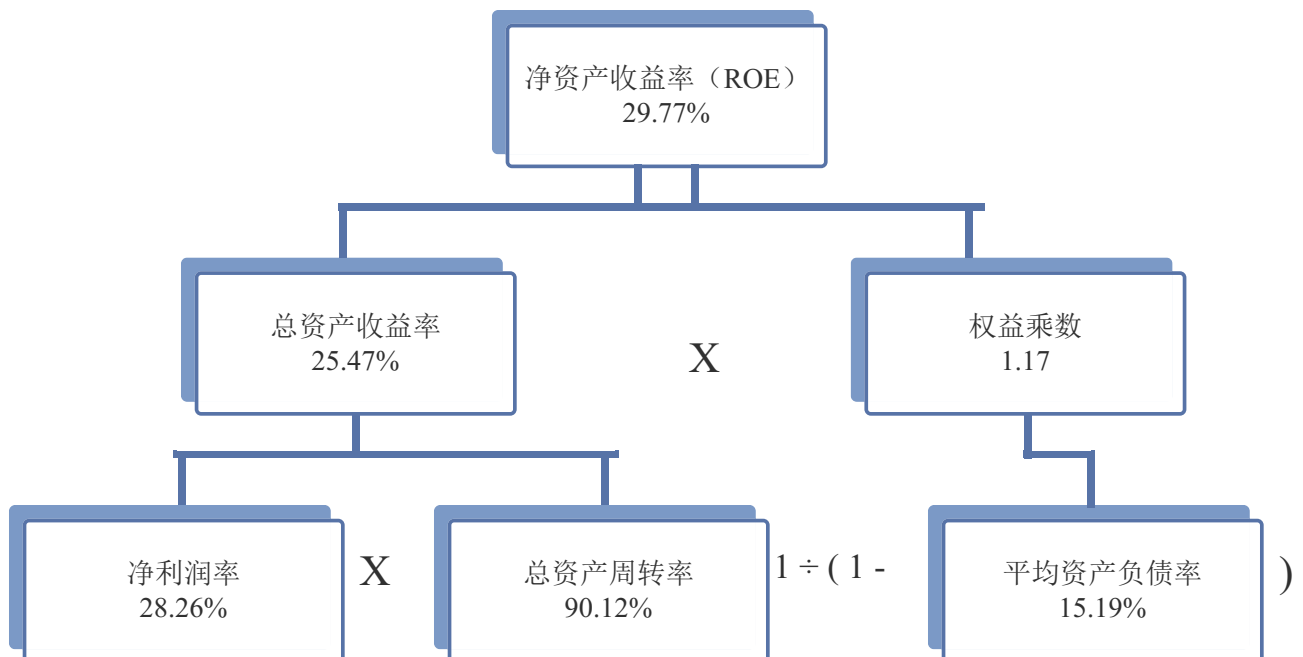 净资产收益率（ROE）
29.77%
总资产收益率
25.47%
X
权益乘数
1.17
净利润率
28.26%
X
总资产周转率
90.12%
1 ÷ ( 1 -
平均资产负债率
15.19%
)